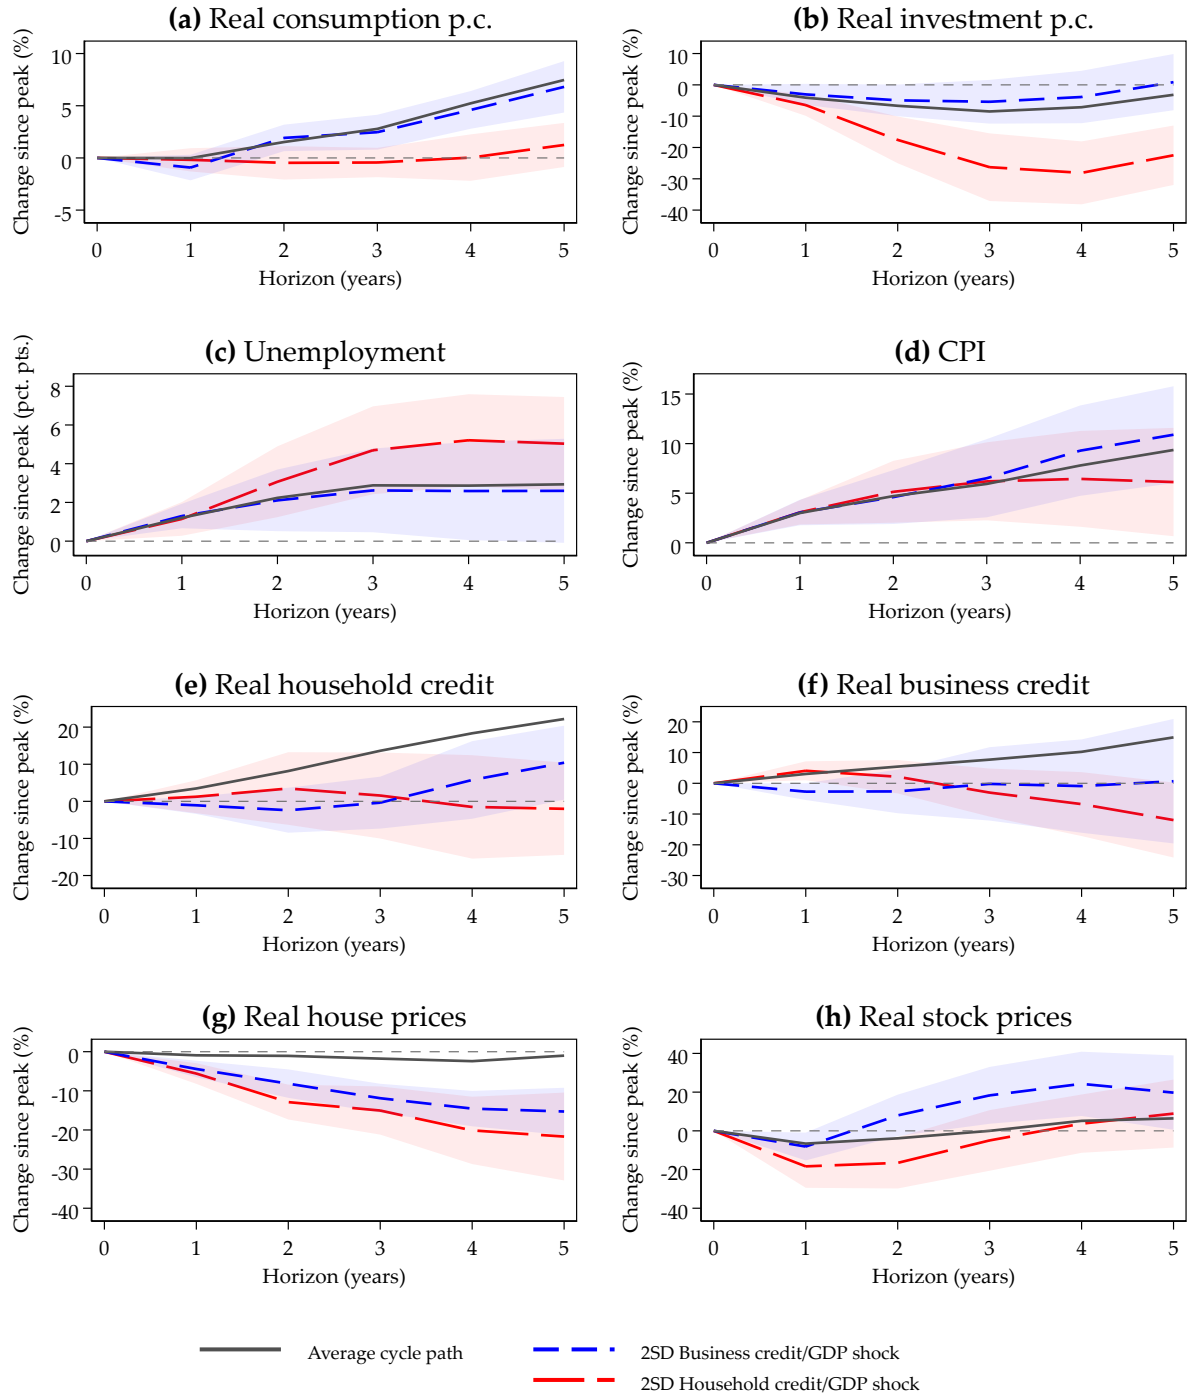 (a) Real consumption p.c.
Change since peak (%)
10
5
0
-5
0 1 2 3 4 5
Horizon (years)
(b) Real investment p.c.
Change since peak (%)
0
-10
-20
-30
-40
0 1 2 3 4 5
Horizon (years)
(c) Unemployment
Change since peak (pct. pts.)
8
6
4
2
0
0 1 2 3 4 5
Horizon (years)
(d) CPI
Change since peak (%)
15
10
5
0
0 1 2 3 4 5
Horizon (years)
(e) Real household credit
Change since peak (%)
20
10
0
-10
-20
0 1 2 3 4 5
Horizon (years)
(f) Real business credit
Change since peak (%)
20
10
0
-10
-20
-30
0 1 2 3 4 5
Horizon (years)
(g) Real house prices
Change since peak (%)
0
-10
-20
-30
-40
0 1 2 3 4 5
Horizon (years)
(h) Real stock prices
Change since peak (%)
40
20
0
-20
-40
0 1 2 3 4 5
Horizon (years)
Average cycle path
2SD Business credit/GDP shock
2SD Household credit/GDP shock